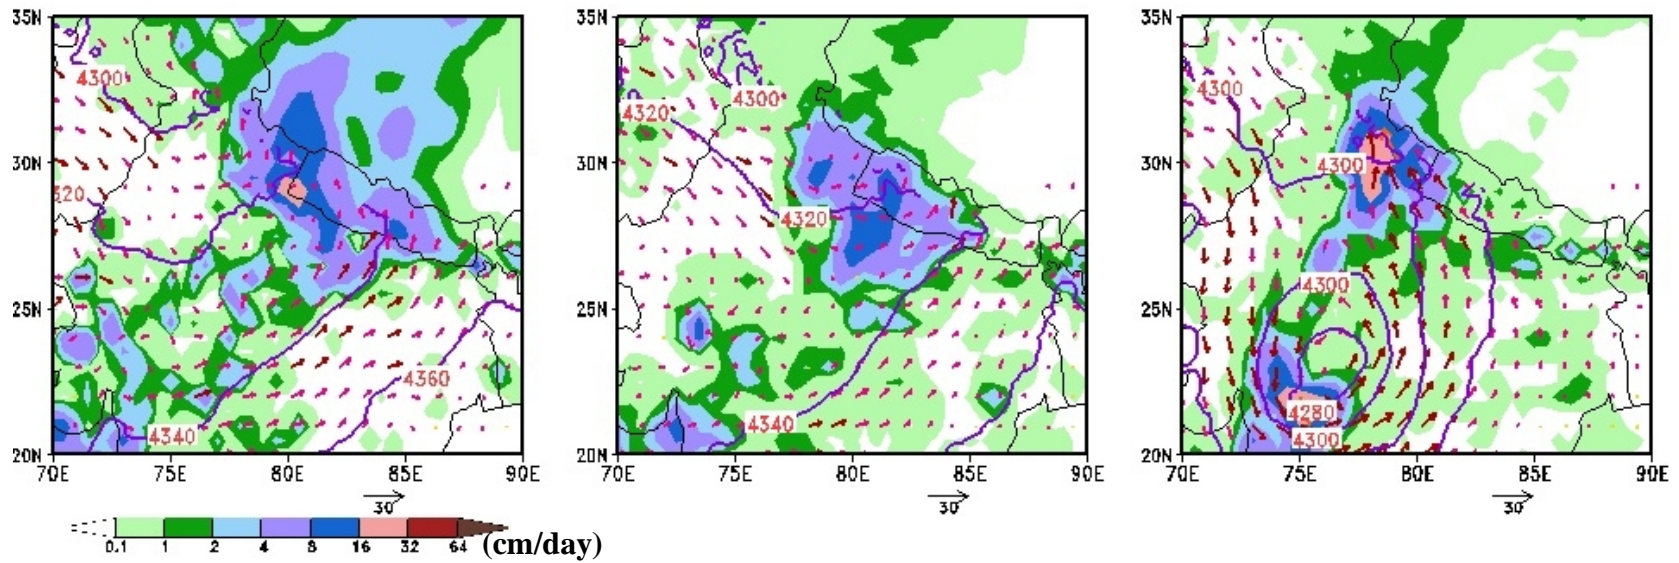 35N 35N 35N
4300 4320 4300 4300
30N 30N 4300 30N
520 4320
25N 25N 4300 25N
4360
4340 4340 4280
4300
20N 20N 20N
70E 75E 80E 85E 90E 70E 75E 80E 85E 90E 70E 75E 80E 85E 90E
30 30 30
0.1 1 2 4 8 16 32 64 (cm/day)